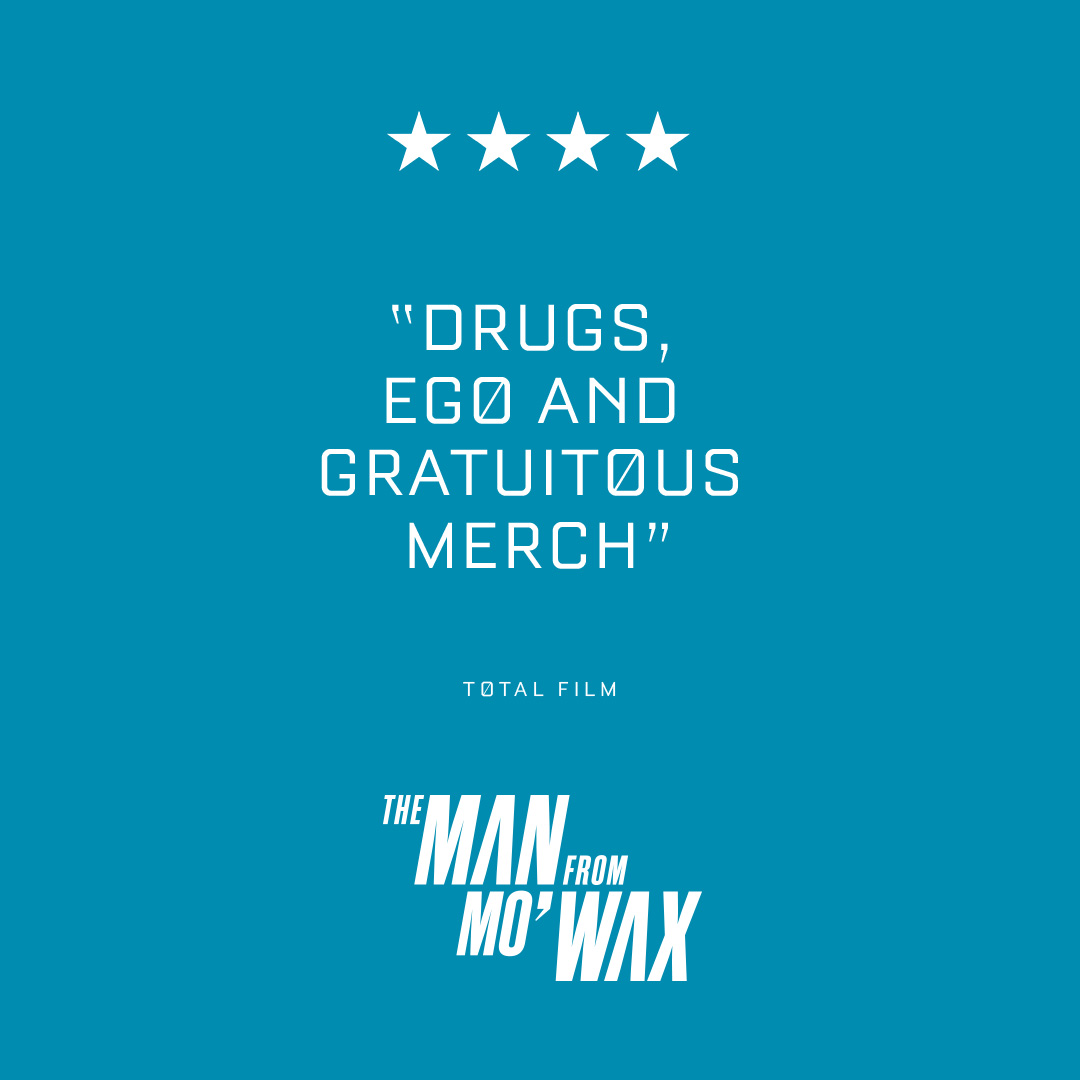 ★★★★
“DRUGS,
EGØ AND
GRATUITØUS
MERCH”
TØTAL FILM
THE MAN FROM
MO’WAX